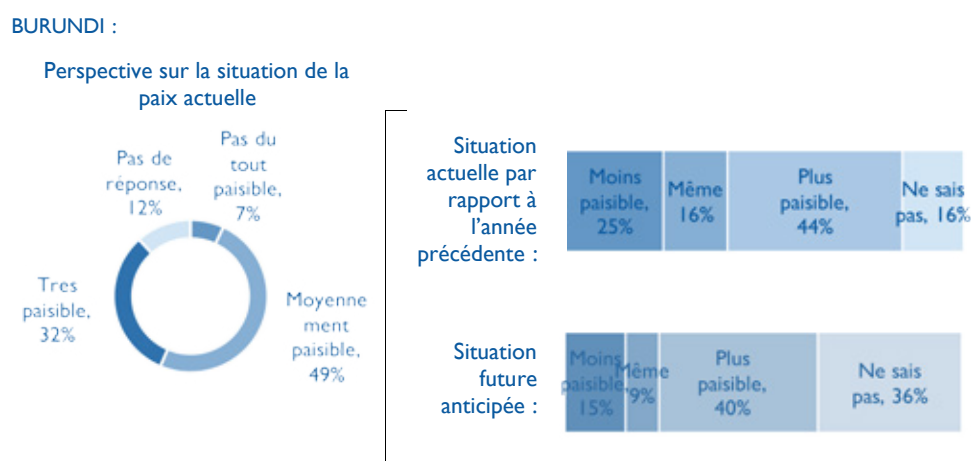 BURUNDI :
Perspective sur la situation de la
paix actuelle
Pas du
tout
paisible,
7%
Pas de
réponse,
12%
Tres
paisible,
32%
Moyenne
ment
paisible,
49%
Situation
actuelle par
rapport à
l'année
précédente :
Moins
paisible,
25%
Même
16%
Plus
paisible,
44%
Ne sais
pas, 16%
Situation
future
anticipée :
Moins
paisible,
15%
Même
9%
Plus
paisible,
40%
Ne sais
pas, 36%